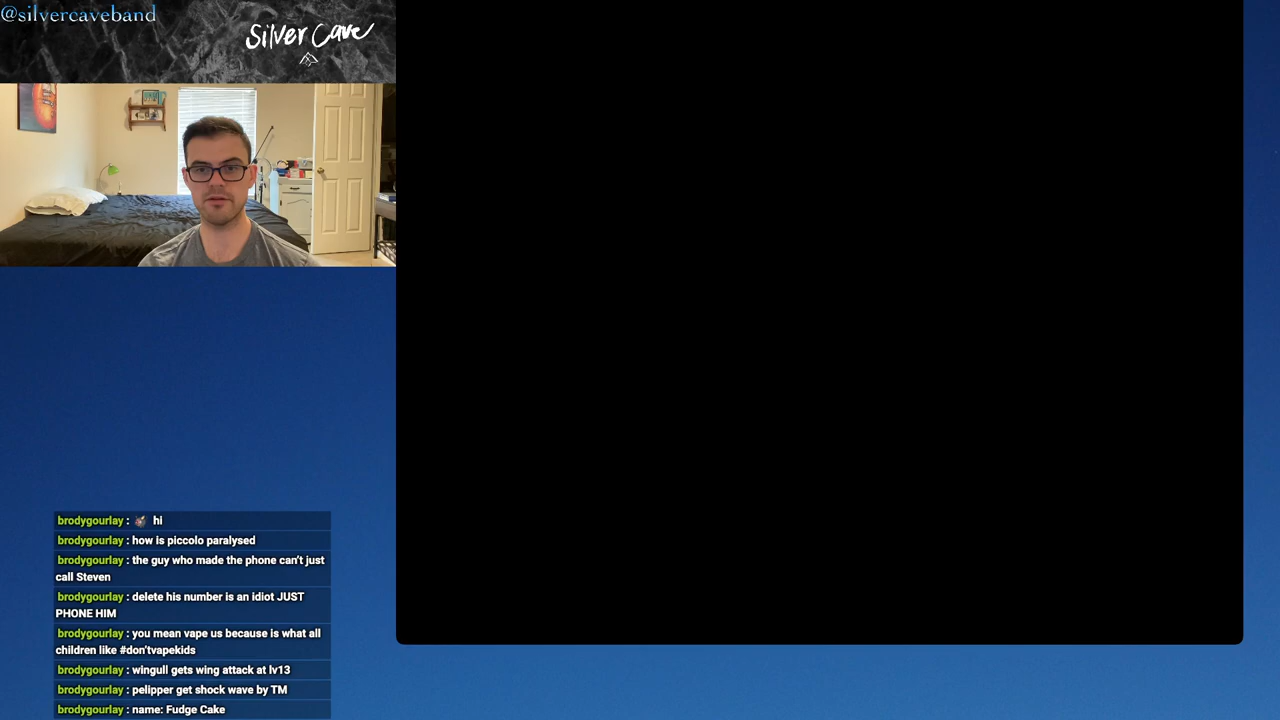 @silvercaveband
Silver Cave
brodygourlay : hi
brodygourlay : how is piccolo paralysed
brodygourlay : the guy who made the phone can't just
call Steven
brodygourlay : delete his number is an idiot JUST
PHONE HIM
brodygourlay : you mean vape us because is what all
children like #don'tvapekids
brodygourlay : wingull gets wing attack at lv13
brodygourlay : pelipper get shock wave by TM
brodygourlay : name: Fudge Cake